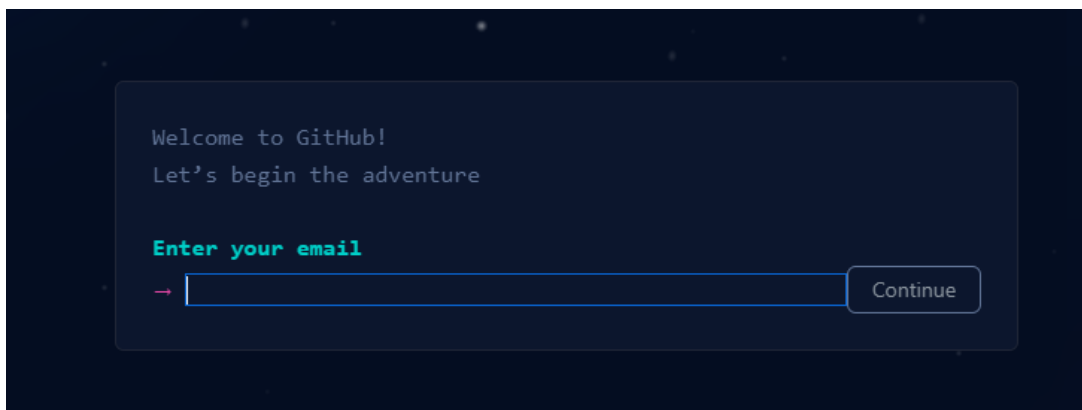 Welcome to GitHub!
Let’s begin the adventure
Enter your email
→ Continue